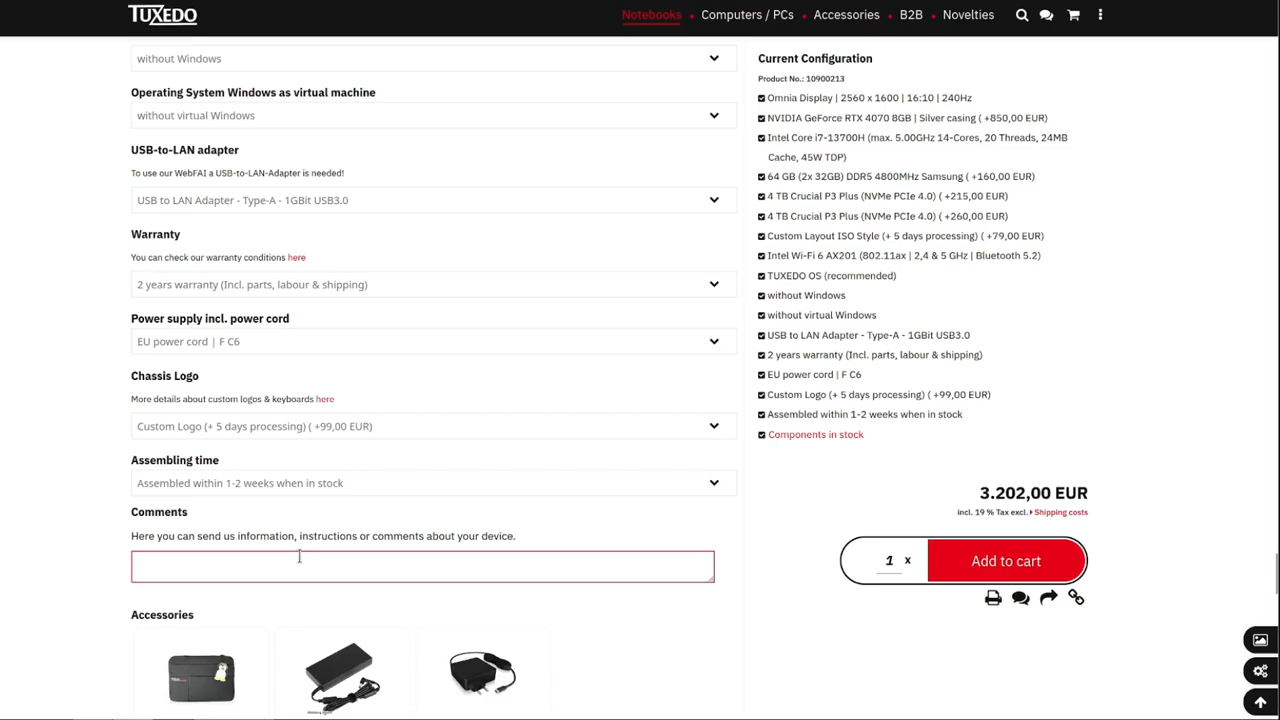 TUXEDO
Notebooks • Computers / PCs • Accessories • B2B • Novelties
without Windows
Operating System Windows as virtual machine
without virtual Windows
USB-to-LAN adapter
To use our WebFAI a USB-to-LAN-Adapter is needed!
USB to LAN Adapter - Type-A - 1GBit USB3.0
Warranty
You can check our warranty conditions here
2 years warranty (Incl. parts, labour & shipping)
Power supply incl. power cord
EU power cord | F C6
Chassis Logo
More details about custom logos & keyboards here
Custom Logo (+ 5 days processing) ( +99,00 EUR)
Assembling time
Assembled within 1-2 weeks when in stock
Comments
Here you can send us information, instructions or comments about your device.
Accessories
Current Configuration
Product No.: 10900213
Omnia Display | 2560 x 1600 | 16:10 | 240Hz
NVIDIA GeForce RTX 4070 8GB | Silver casing ( +850,00 EUR)
Intel Core i7-13700H (max. 5.00GHz 14-Cores, 20 Threads, 24MB
Cache, 45W TDP)
64 GB (2x 32GB) DDR5 4800MHz Samsung ( +160,00 EUR)
4 TB Crucial P3 Plus (NVMe PCIe 4.0) ( +215,00 EUR)
4 TB Crucial P3 Plus (NVMe PCIe 4.0) ( +260,00 EUR)
Custom Layout ISO Style (+ 5 days processing) ( +79,00 EUR)
Intel Wi-Fi 6 AX201 (802.11ax | 2,4 & 5 GHz | Bluetooth 5.2)
TUXEDO OS (recommended)
without Windows
without virtual Windows
USB to LAN Adapter - Type-A - 1GBit USB3.0
2 years warranty (Incl. parts, labour & shipping)
EU power cord | F C6
Custom Logo (+ 5 days processing) ( +99,00 EUR)
Assembled within 1-2 weeks when in stock
Components in stock
3.202,00 EUR
incl. 19 % Tax excl. Shipping costs
1 x Add to cart